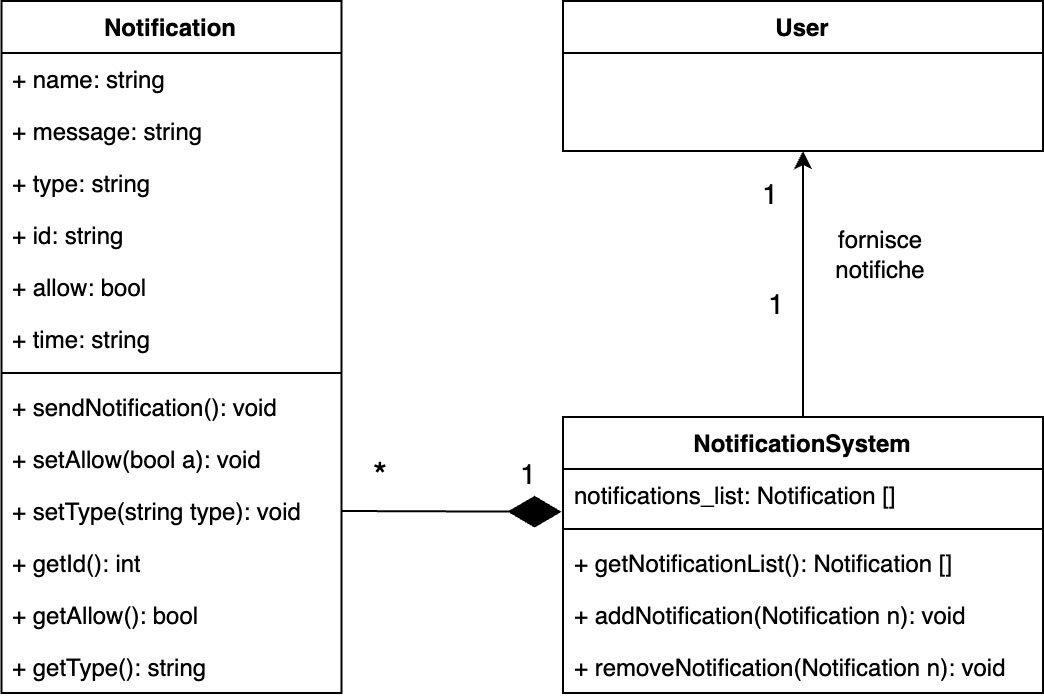 Notification
+ name: string
+ message: string
+ type: string
+ id: string
+ allow: bool
+ time: string
+ sendNotification(): void
+ setAllow(bool a): void
+ setType(string type): void
+ getId(): int
+ getAllow(): bool
+ getType(): string
*
1
User
1
fornisce
notifiche
1
NotificationSystem
notifications_list: Notification []
+ getNotificationList(): Notification []
+ addNotification(Notification n): void
+ removeNotification(Notification n): void